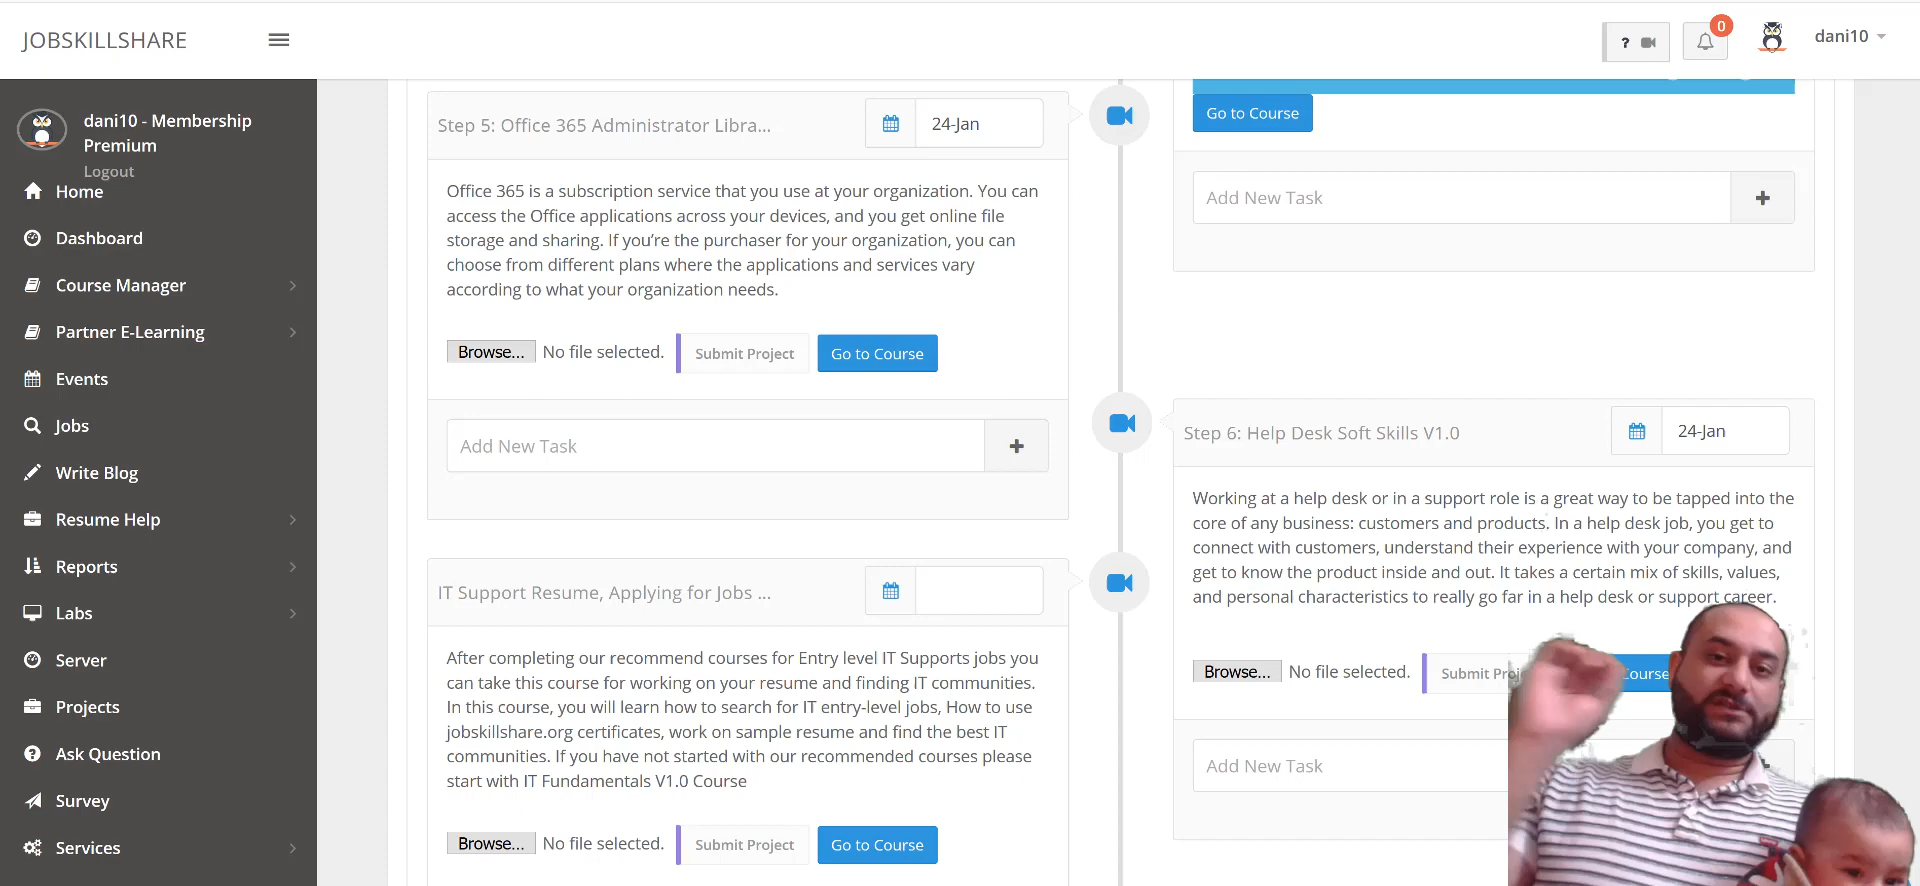 JOBSKILLSHARE
?
0
dani10
dani10 - Membership
Premium
Logout
Home
Dashboard
Course Manager
Partner E-Learning
Events
Jobs
Write Blog
Resume Help
Reports
Labs
Server
Projects
Ask Question
Survey
Services
Step 5: Office 365 Administrator Libra...
24-Jan
Office 365 is a subscription service that you use at your organization. You can
access the Office applications across your devices, and you get online file
storage and sharing. If you’re the purchaser for your organization, you can
choose from different plans where the applications and services vary
according to what your organization needs.
Browse... No file selected. Submit Project Go to Course
Add New Task +
IT Support Resume, Applying for Jobs ...
After completing our recommend courses for Entry level IT Supports jobs you
can take this course for working on your resume and finding IT communities.
In this course, you will learn how to search for IT entry-level jobs, How to use
jobskillshare.org certificates, work on sample resume and find the best IT
communities. If you have not started with our recommended courses please
start with IT Fundamentals V1.0 Course
Browse... No file selected. Submit Project Go to Course
Go to Course
Add New Task +
Step 6: Help Desk Soft Skills V1.0
24-Jan
Working at a help desk or in a support role is a great way to be tapped into the
core of any business: customers and products. In a help desk job, you get to
connect with customers, understand their experience with your company, and
get to know the product inside and out. It takes a certain mix of skills, values,
and personal characteristics to really go far in a help desk or support career.
Browse... No file selected. Submit Course
Add New Task